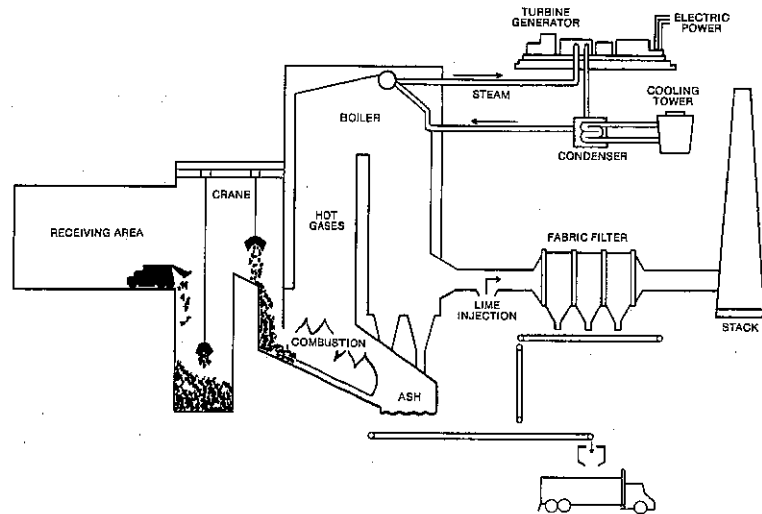 TURBINE
GENERATOR
ELECTRIC
POWER
STEAM
COOLING
TOWER
BOILER
CONDENSER
CRANE
HOT
GASES
RECEIVING AREA
FABRIC FILTER
LIME
INJECTION
STACK
COMBUSTION
ASH